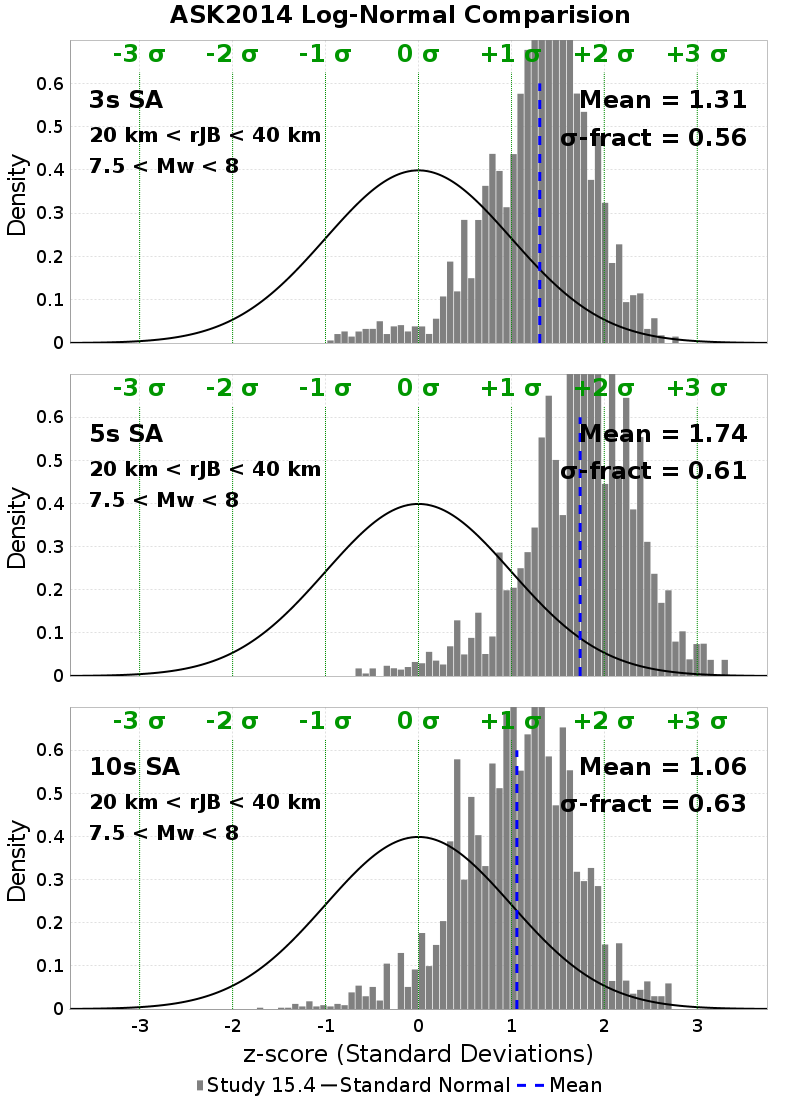 ASK2014 Log-Normal Comparision
-3 σ -2 σ -1 σ 0 σ +1 σ +2 σ +3 σ
0.6
3s SA
Mean = 1.31
0.5
20 km < rJB < 40 km
σ-fract = 0.56
0.4
7.5 < Mw < 8
0.3
0.2
0.1
0
Density
-3 σ -2 σ -1 σ 0 σ +1 σ +2 σ +3 σ
0.6
5s SA
Mean = 1.74
0.5
20 km < rJB < 40 km
σ-fract = 0.61
0.4
7.5 < Mw < 8
0.3
0.2
0.1
0
Density
-3 σ -2 σ -1 σ 0 σ +1 σ +2 σ +3 σ
0.6
10s SA
Mean = 1.06
0.5
20 km < rJB < 40 km
σ-fract = 0.63
0.4
7.5 < Mw < 8
0.3
0.2
0.1
0
Density
-3 -2 -1 0 1 2 3
z-score (Standard Deviations)
Study 15.4 Standard Normal Mean